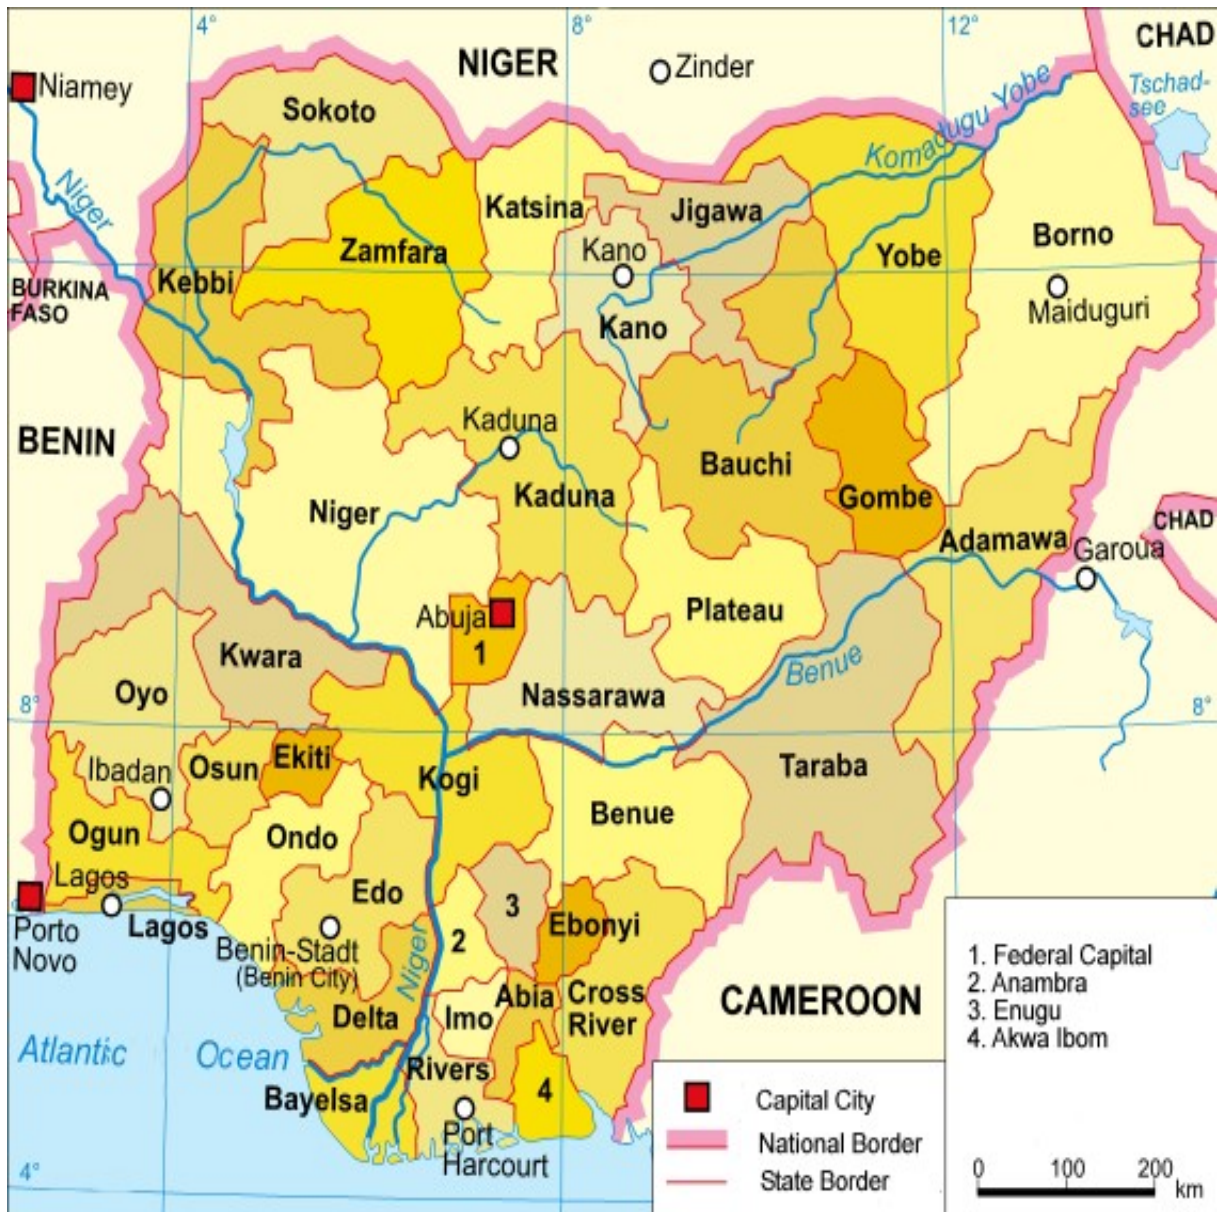 4°
8°
12°
CHAD
NIGER
Zinder
Niamey
Tschad-
see
Sokoto
Komadugu Yobe
Niger
Katsina
Jigawa
Zamfara
Kano
Yobe
Borno
Kebbi
BURKINA
FASO
Maiduguri
Kano
Kaduna
BENIN
Bauchi
Kaduna
Gombe
Niger
CHAD
Adamawa
Garoua
Abuja
Plateau
1
Kwara
Benue
Oyo
Nassarawa
8°
8°
Ekiti
Osun
Ibadan
Kogi
Taraba
Benue
Ogun
Ondo
Lagos
Edo
3
Ebonyi
Lagos
Porto
Novo
Benin-Stadt
(Benin City)
2
Niger
Abia
Cross
River
CAMEROON
Delta
Imo
Atlantic Ocean
Rivers
Bayelsa
4
Port
Harcourt
4°
1. Federal Capital
2. Anambra
3. Enugu
4. Akwa Ibom
Capital City
National Border
State Border
0 100 200
km